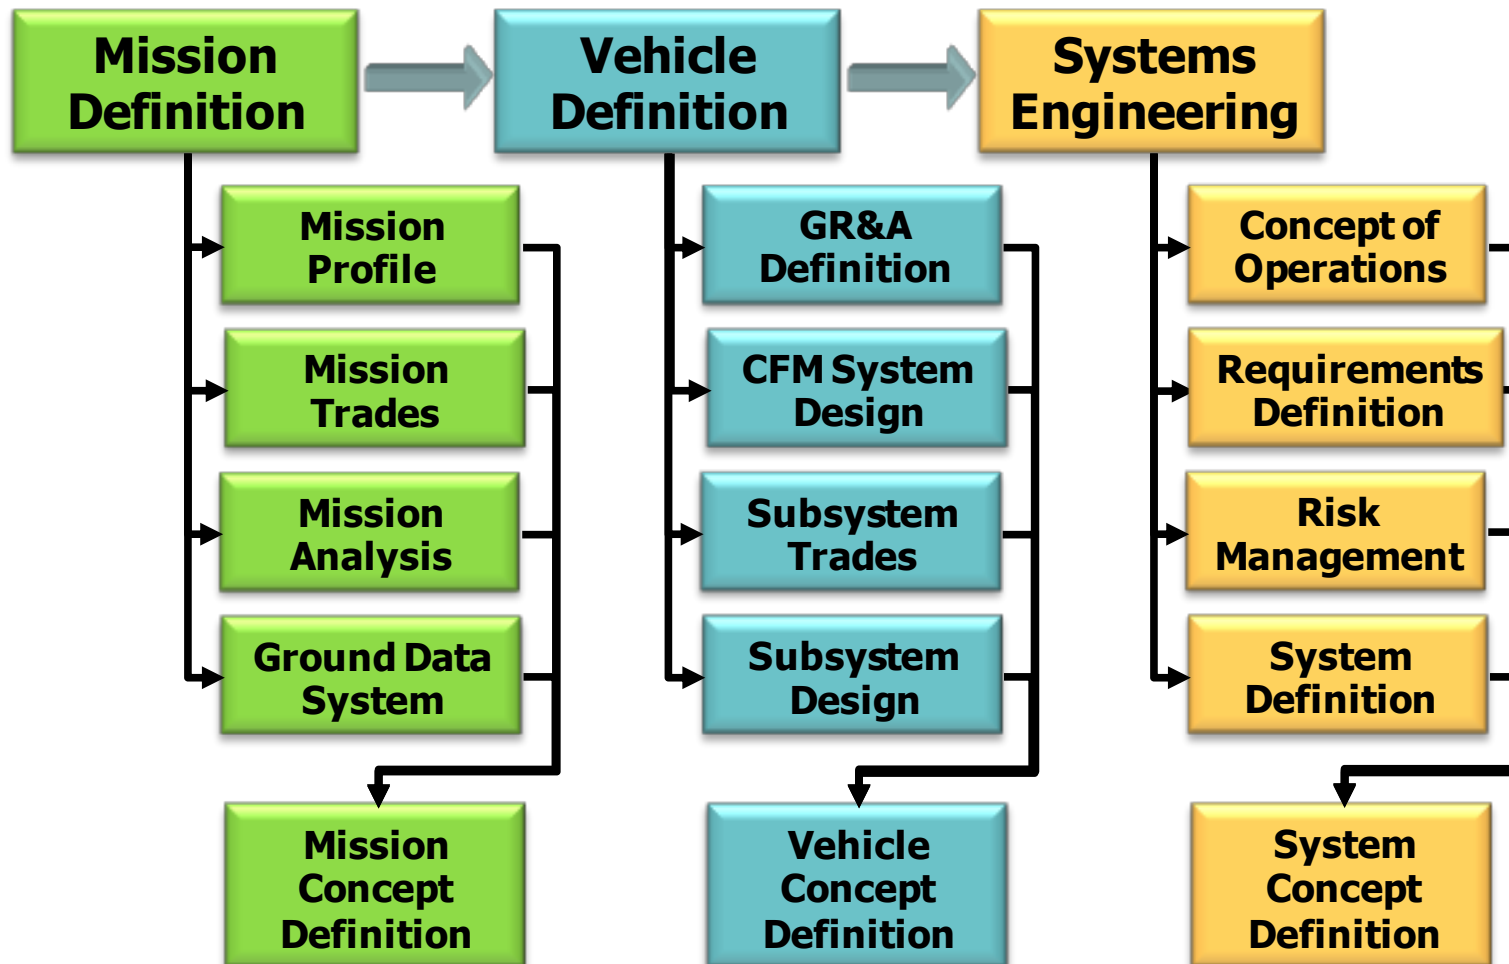 Mission
Definition
Vehicle
Definition
Systems
Engineering
Mission
Profile
Mission
Trades
Mission
Analysis
Ground Data
System
Mission
Concept
Definition
GR&A
Definition
CFM System
Design
Subsystem
Trades
Subsystem
Design
Vehicle
Concept
Definition
Concept of
Operations
Requirements
Definition
Risk
Management
System
Definition
System
Concept
Definition